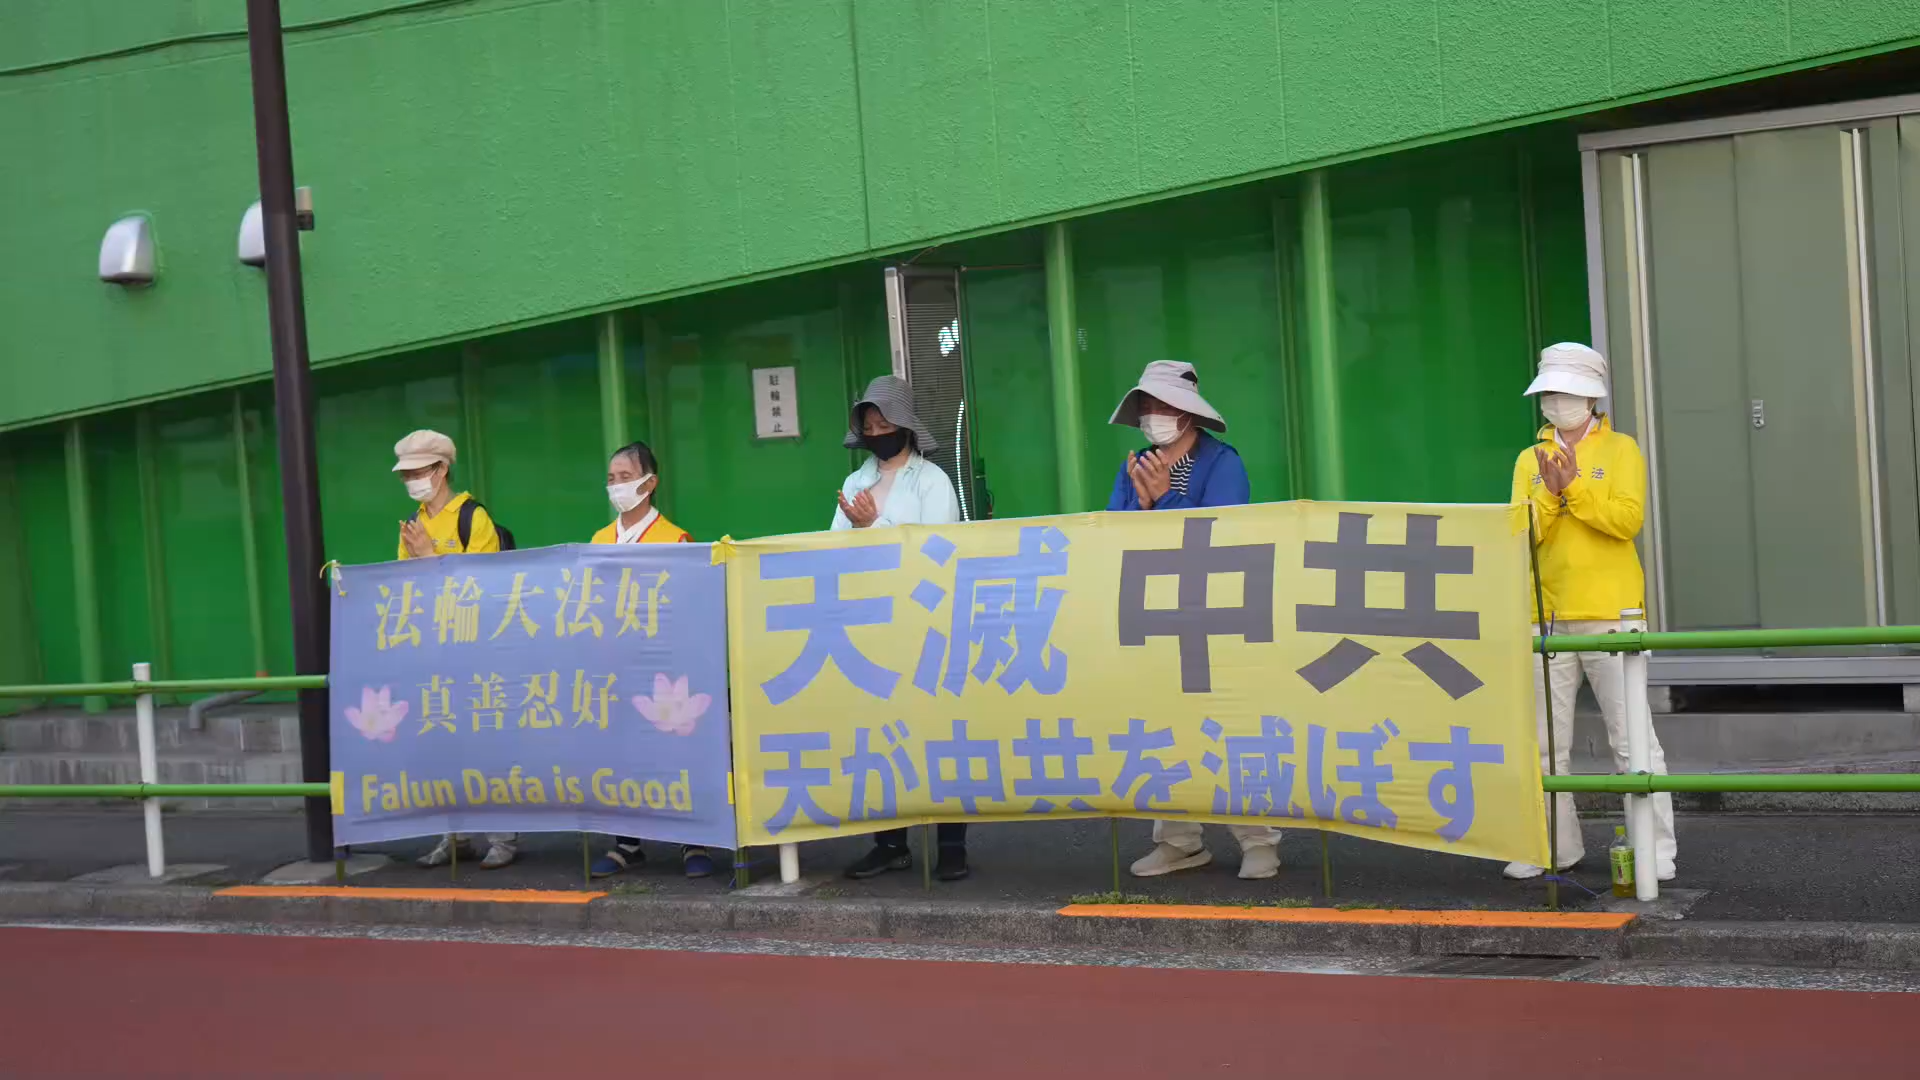 駐輪禁止
法輪大法好
真善忍好
Falun Dafa is Good
天滅中共
天が中共を滅ぼす